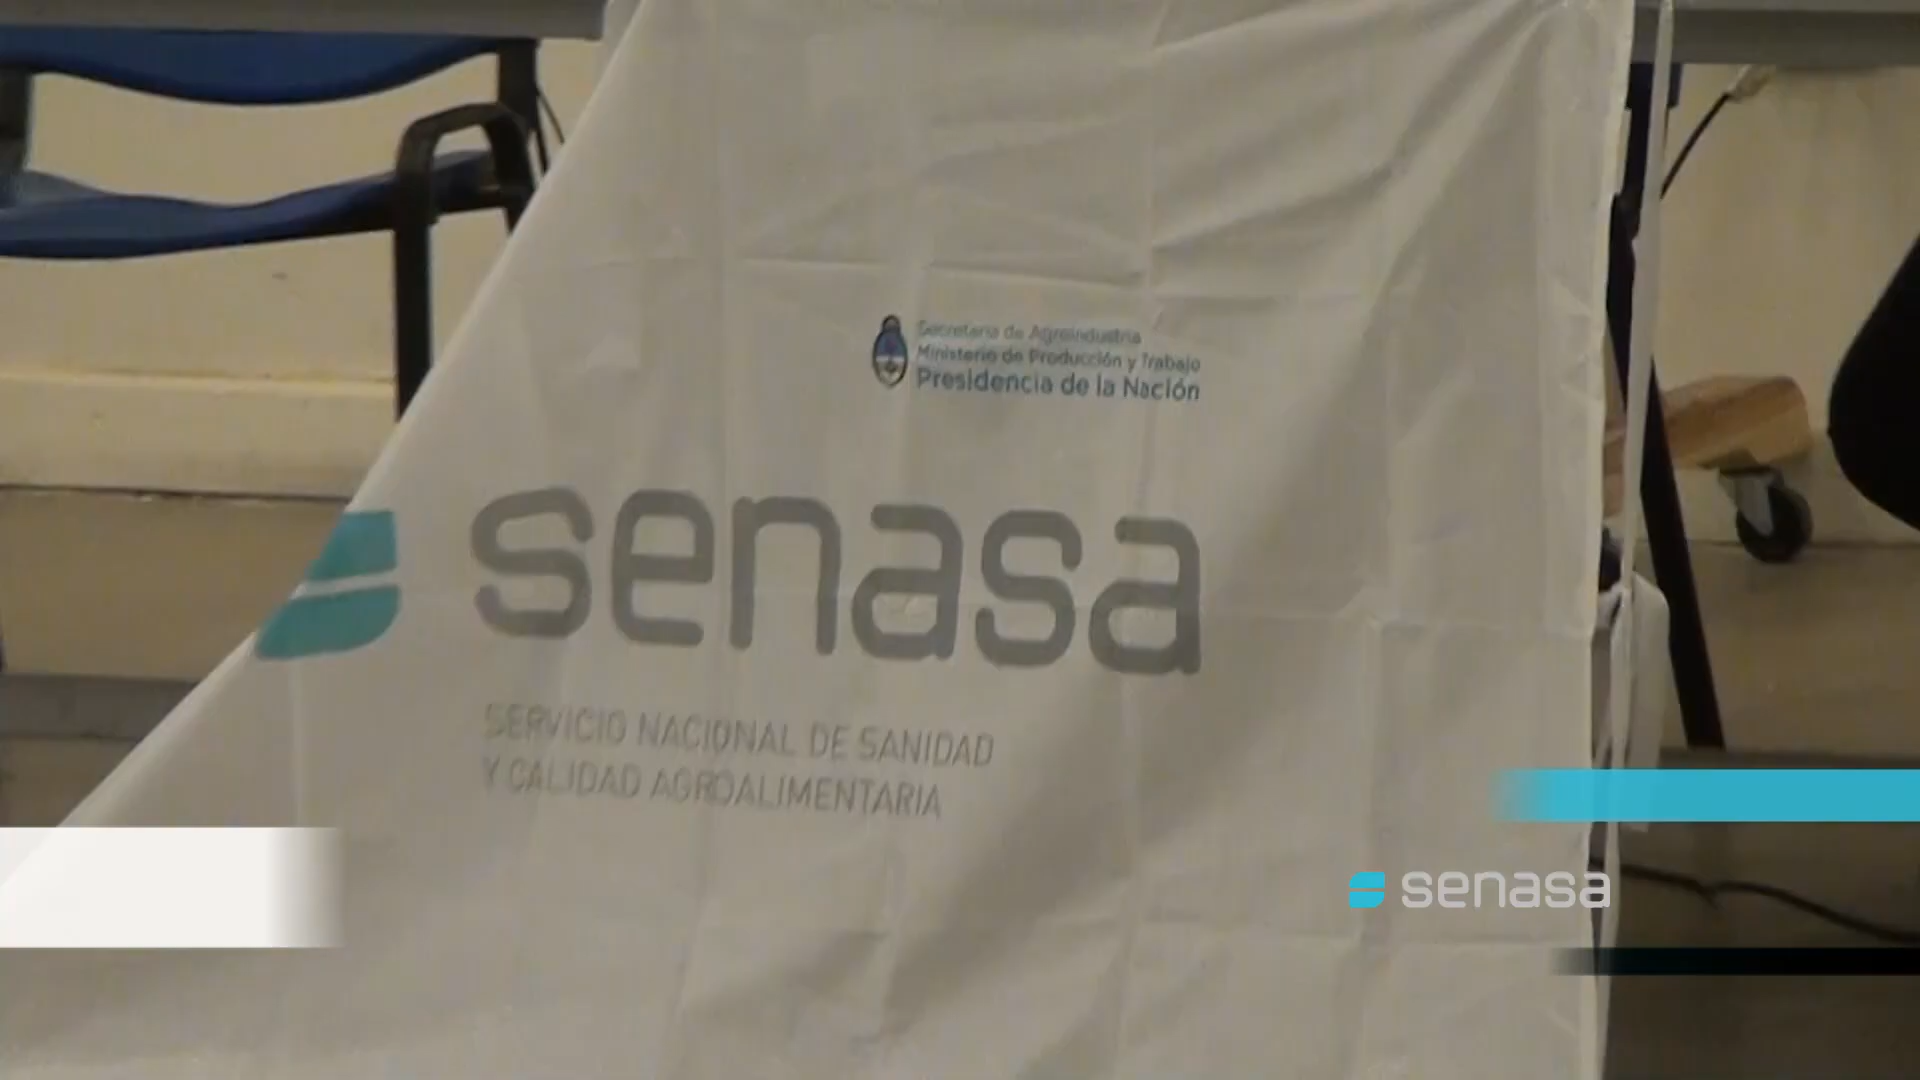 Secretaría de Agroindustria
Ministerio de Producción y Trabajo
Presidencia de la Nación
senasa
SERVICIO NACIONAL DE SANIDAD
Y CALIDAD AGROALIMENTARIA
senasa